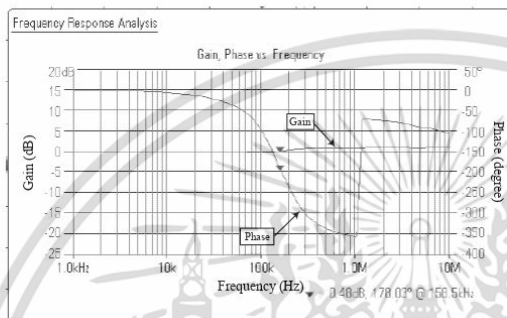 Frequency Response Analysis
Gain, Phase vs. Frequency
20dB
15
10
5
0
-5
-10
-15
-20
-25
Gain (dB)
50°
0
-50
-100
-150
-200
-250
-300
-350
-400
Phase (degree)
Gain
Phase
1.0kHz 10k 100k 1.0M 10M
Frequency (Hz)